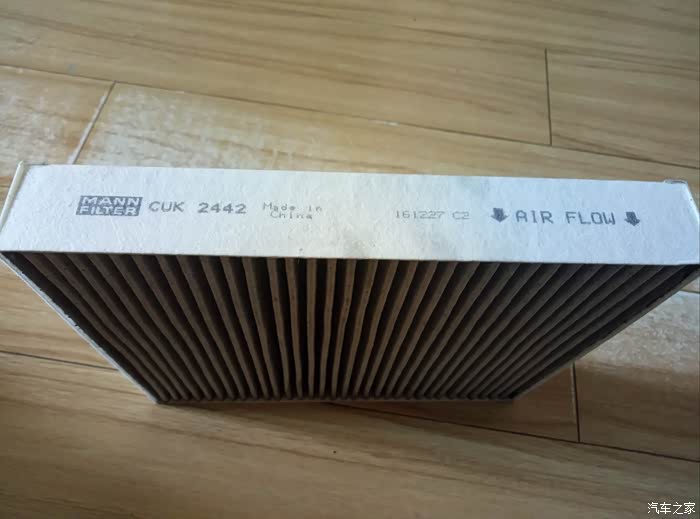 MANN
FILTER
CUK 2442
Made in
China
161227 C2
AIR FLOW
汽车之家